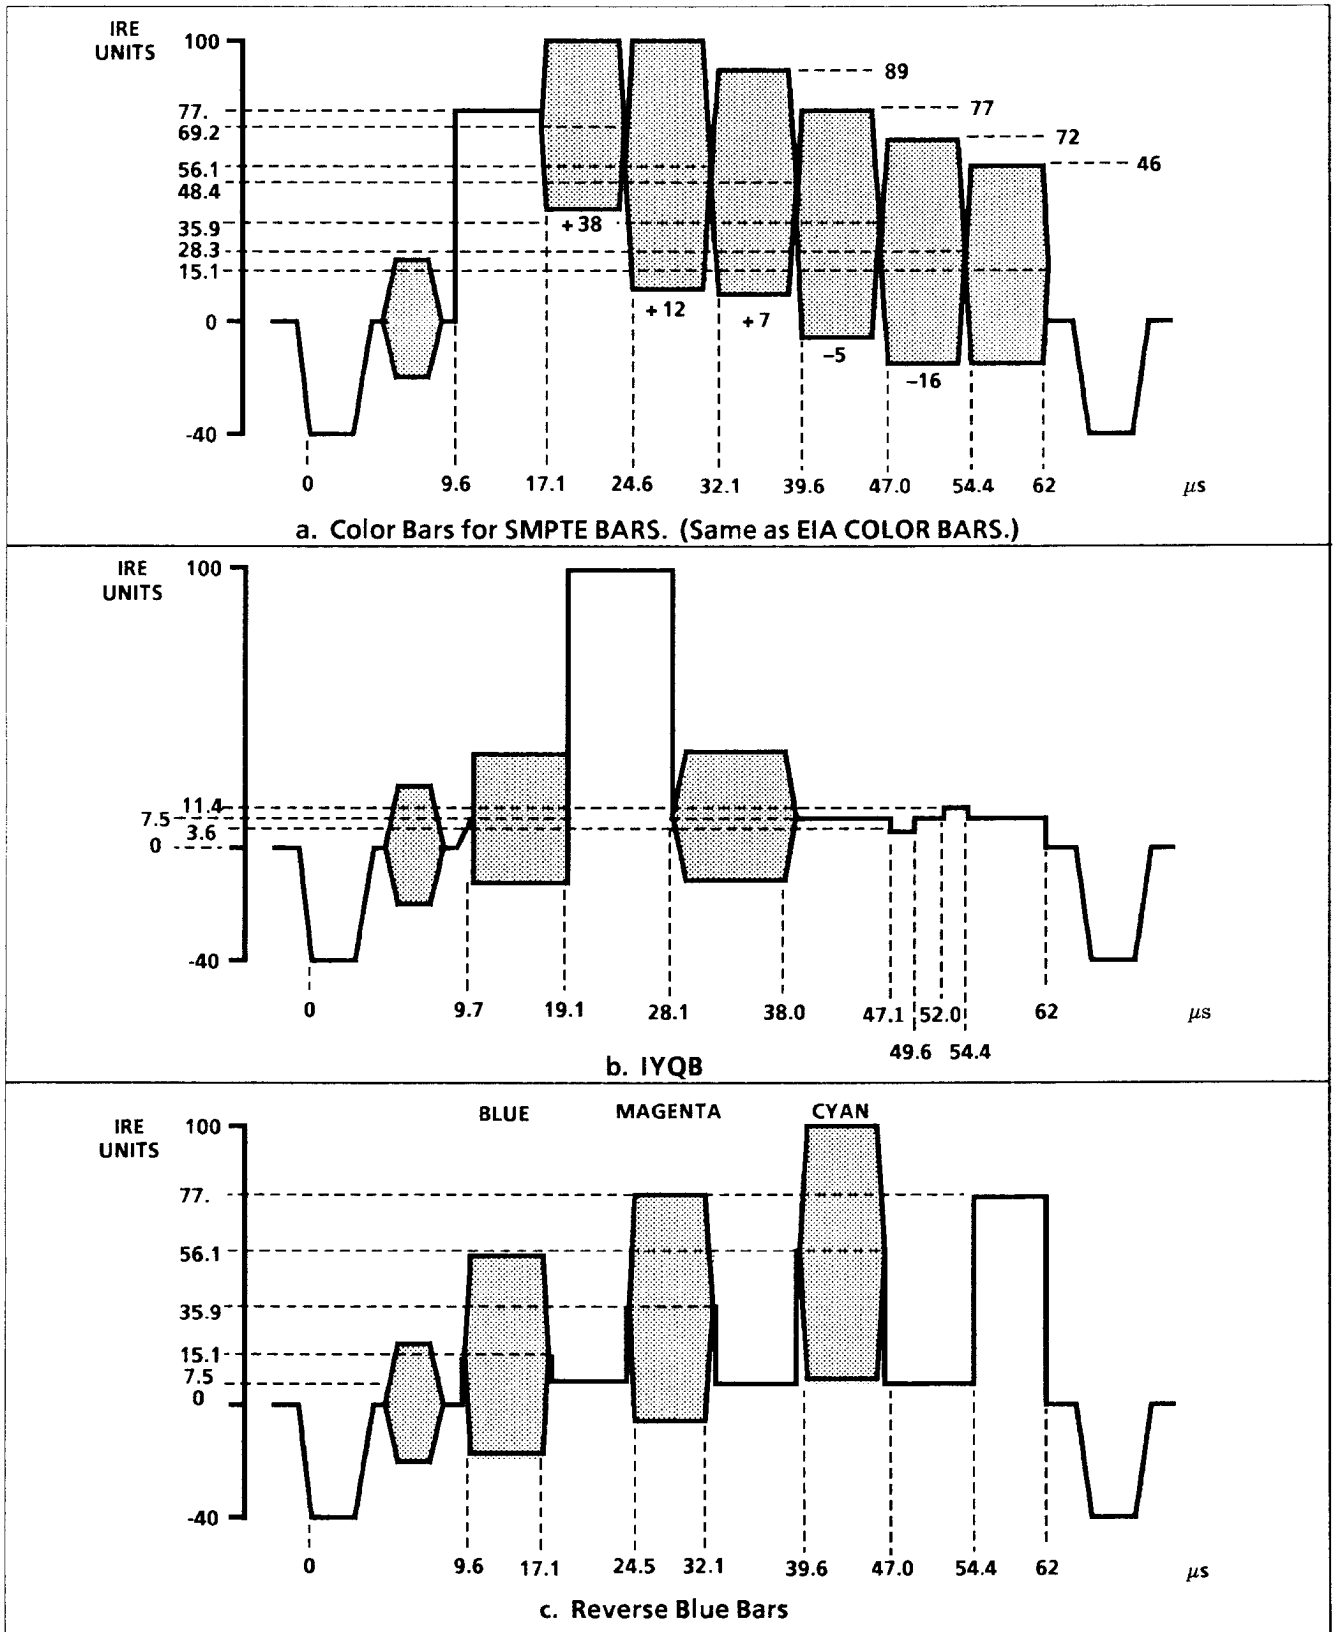 IRE
UNITS
100
77.
69.2
56.1
48.4
35.9
28.3
15.1
0
-40
89
77
72
46
+38
+12
+7
–5
–16
0 9.6 17.1 24.6 32.1 39.6 47.0 54.4 62 μs
a. Color Bars for SMPTE BARS. (Same as EIA COLOR BARS.)
IRE
UNITS
100
11.4
7.5
3.6
0
-40
0 9.7 19.1 28.1 38.0 47.1 52.0 62 μs
49.6 54.4
b. IYQB
BLUE MAGENTA CYAN
IRE
UNITS
100
77.
56.1
35.9
15.1
7.5
0
-40
0 9.6 17.1 24.5 32.1 39.6 47.0 54.4 62 μs
c. Reverse Blue Bars